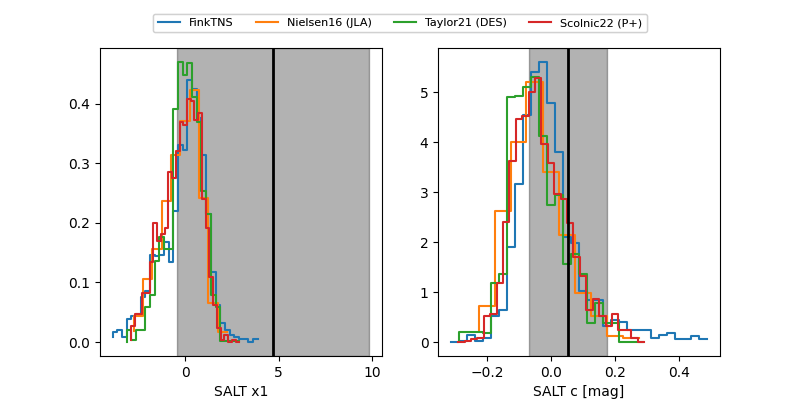 FinkTNS Nielsen16 (JLA) Taylor21 (DES) Scolnic22 (P+)
0.4
0.3
0.2
0.1
0.0
0 5 10
SALT x1
5
4
3
2
1
0
−0.2 0.0 0.2 0.4
SALT c [mag]